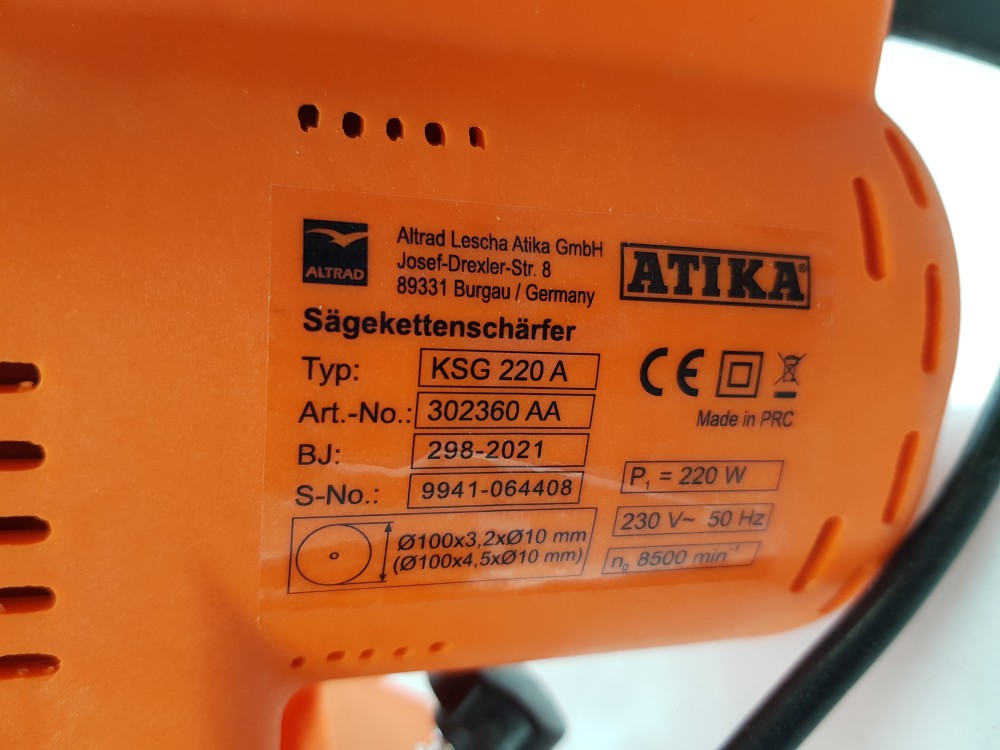 ALTRAD
Altrad Lescha Atika GmbH
Josef-Drexler-Str. 8
89331 Burgau / Germany
ATIKA®
Sägekettenschärfer
Typ: KSG 220 A
Art.-No.: 302360 AA
BJ: 298-2021
S-No.: 9941-064408
CE
Made in PRC
P₁ = 220 W
230 V~ 50 Hz
n₀ 8500 min⁻¹
Ø100x3,2xØ10 mm
(Ø100x4,5xØ10 mm)